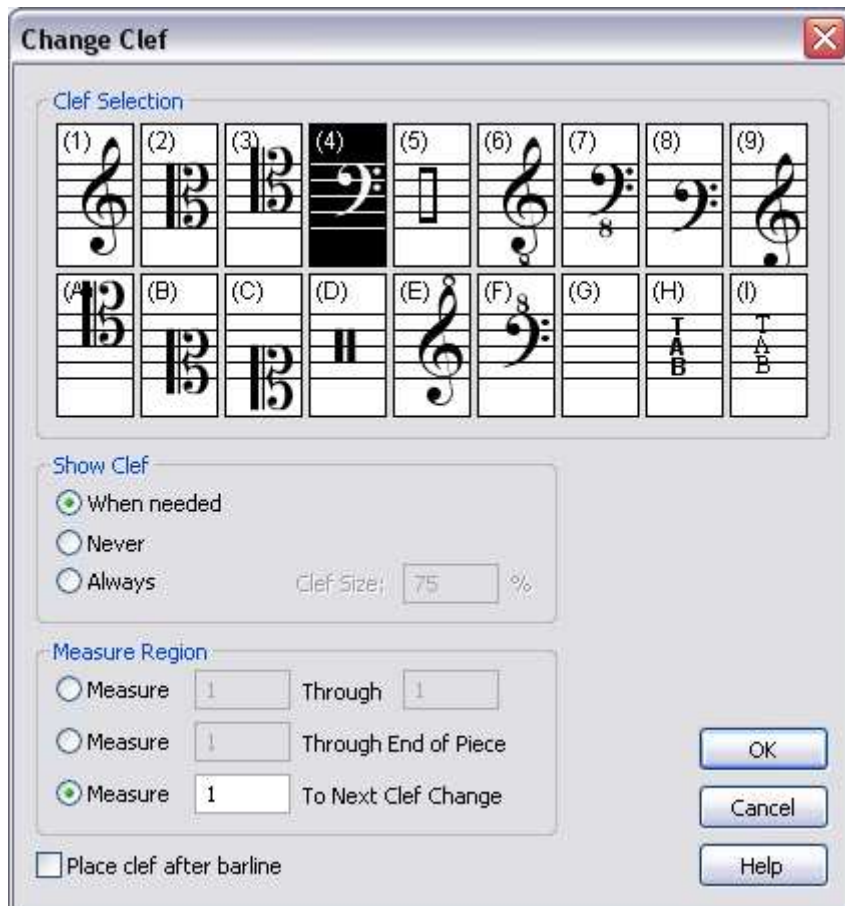 Change Clef
Clef Selection
(1) (2) (3) (4) (5) (6) (7) (8) (9)
8
(A) (B) (C) (D) (E) (F) (G) (H) (I)
8
T T
A A
B B
Show Clef
When needed
Never
Always Clef Size: 75 %
Measure Region
Measure 1 Through 1
Measure 1 Through End of Piece
OK
Measure 1 To Next Clef Change
Cancel
Place clef after barline
Help